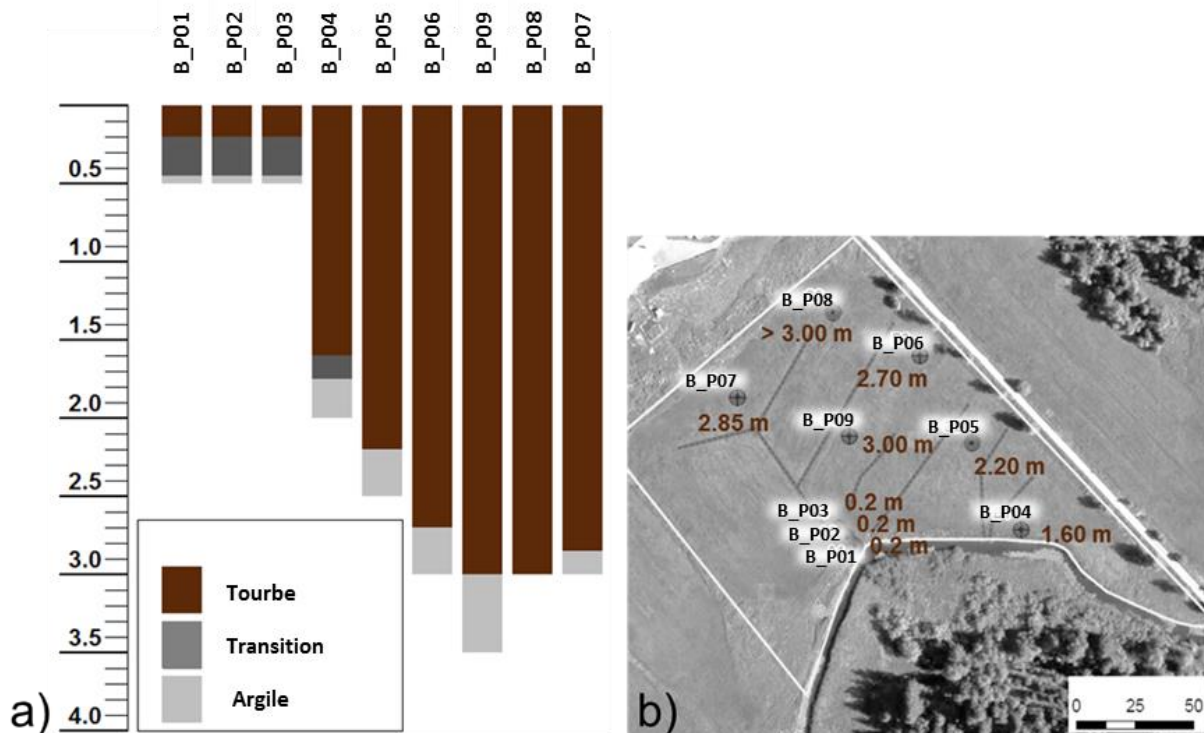 B_P01
B_P02
B_P03
B_P04
B_P05
B_P06
B_P09
B_P08
B_P07
0.5
1.0
1.5
2.0
2.5
3.0
3.5
4.0
Tourbe
Transition
Argile
a)
B_P08
> 3.00 m
B_P06
2.70 m
B_P07
2.85 m
B_P09
3.00 m
B_P05
2.20 m
B_P03
0.2 m
B_P02
0.2 m
B_P01
0.2 m
B_P04
1.60 m
b)
0 25 50